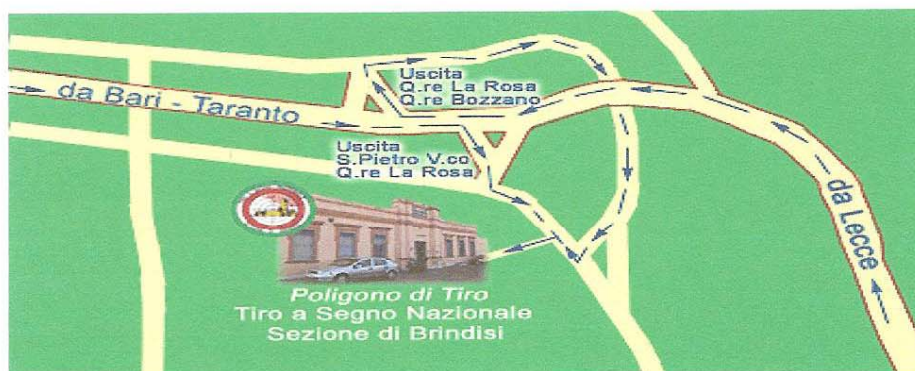 Uscita
Q.re La Rosa
Q.re Bozzano
da Bari - Taranto
Uscita
S.Pietro V.co
Q.re La Rosa
da Lecce
Poligono di Tiro
Tiro a Segno Nazionale
Sezione di Brindisi